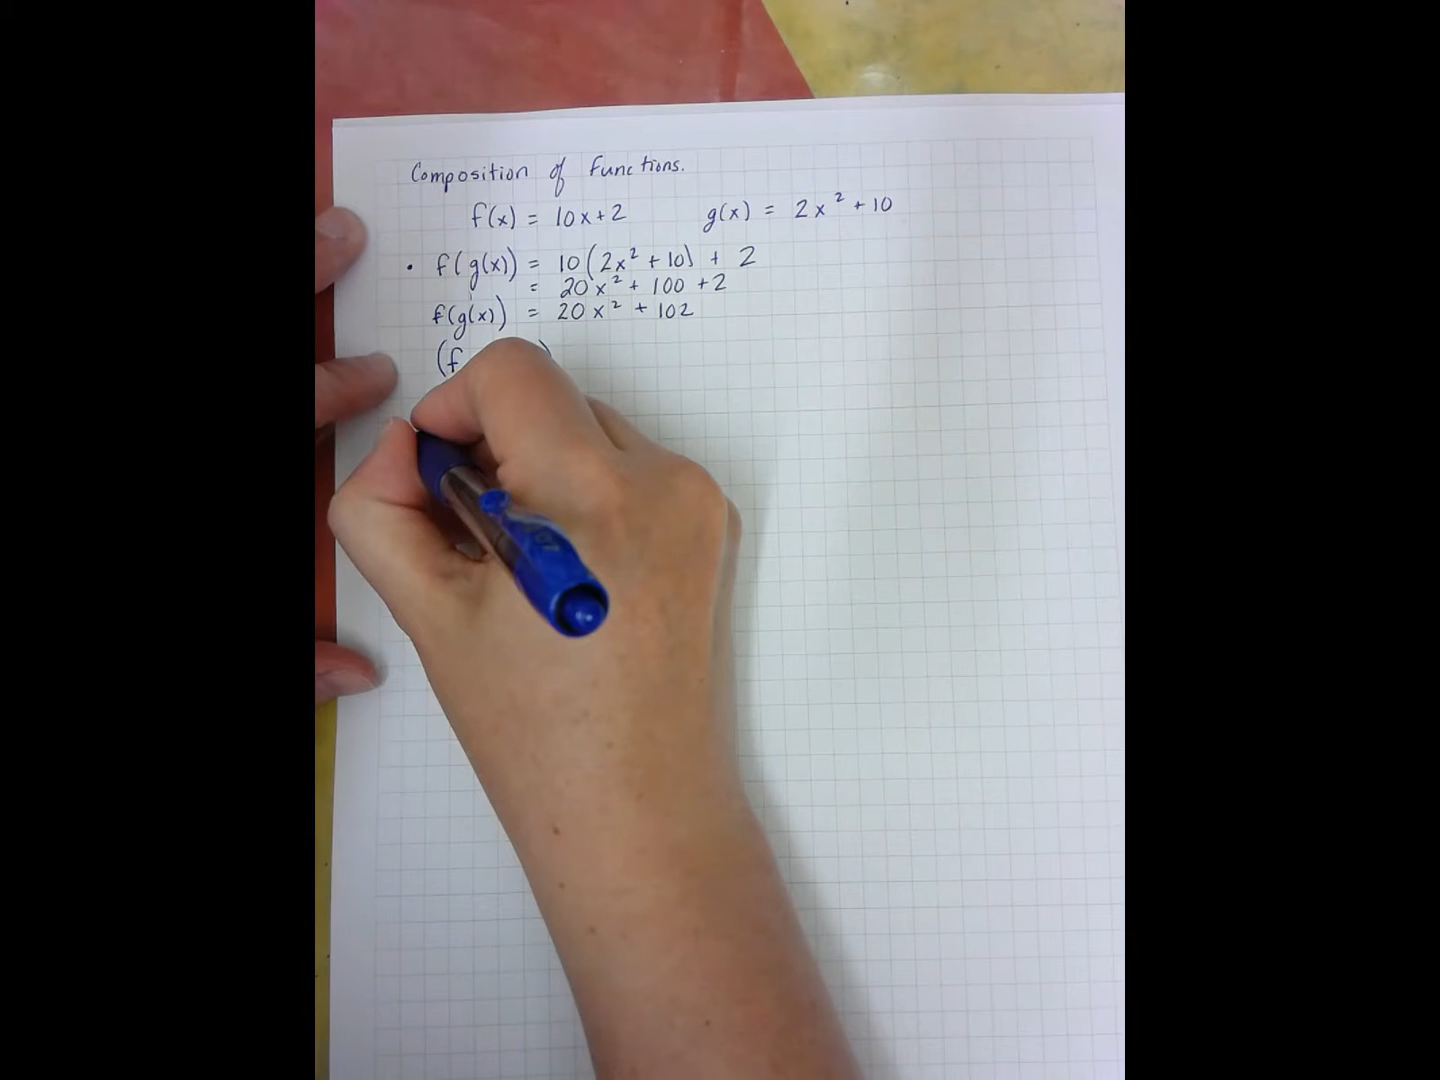 Composition of Functions.
f(x) = 10x+2 g(x) = 2x² + 10
• f(g(x)) = 10(2x² + 10) + 2
= 20x² + 100 + 2
f(g(x)) = 20x² + 102
(f )